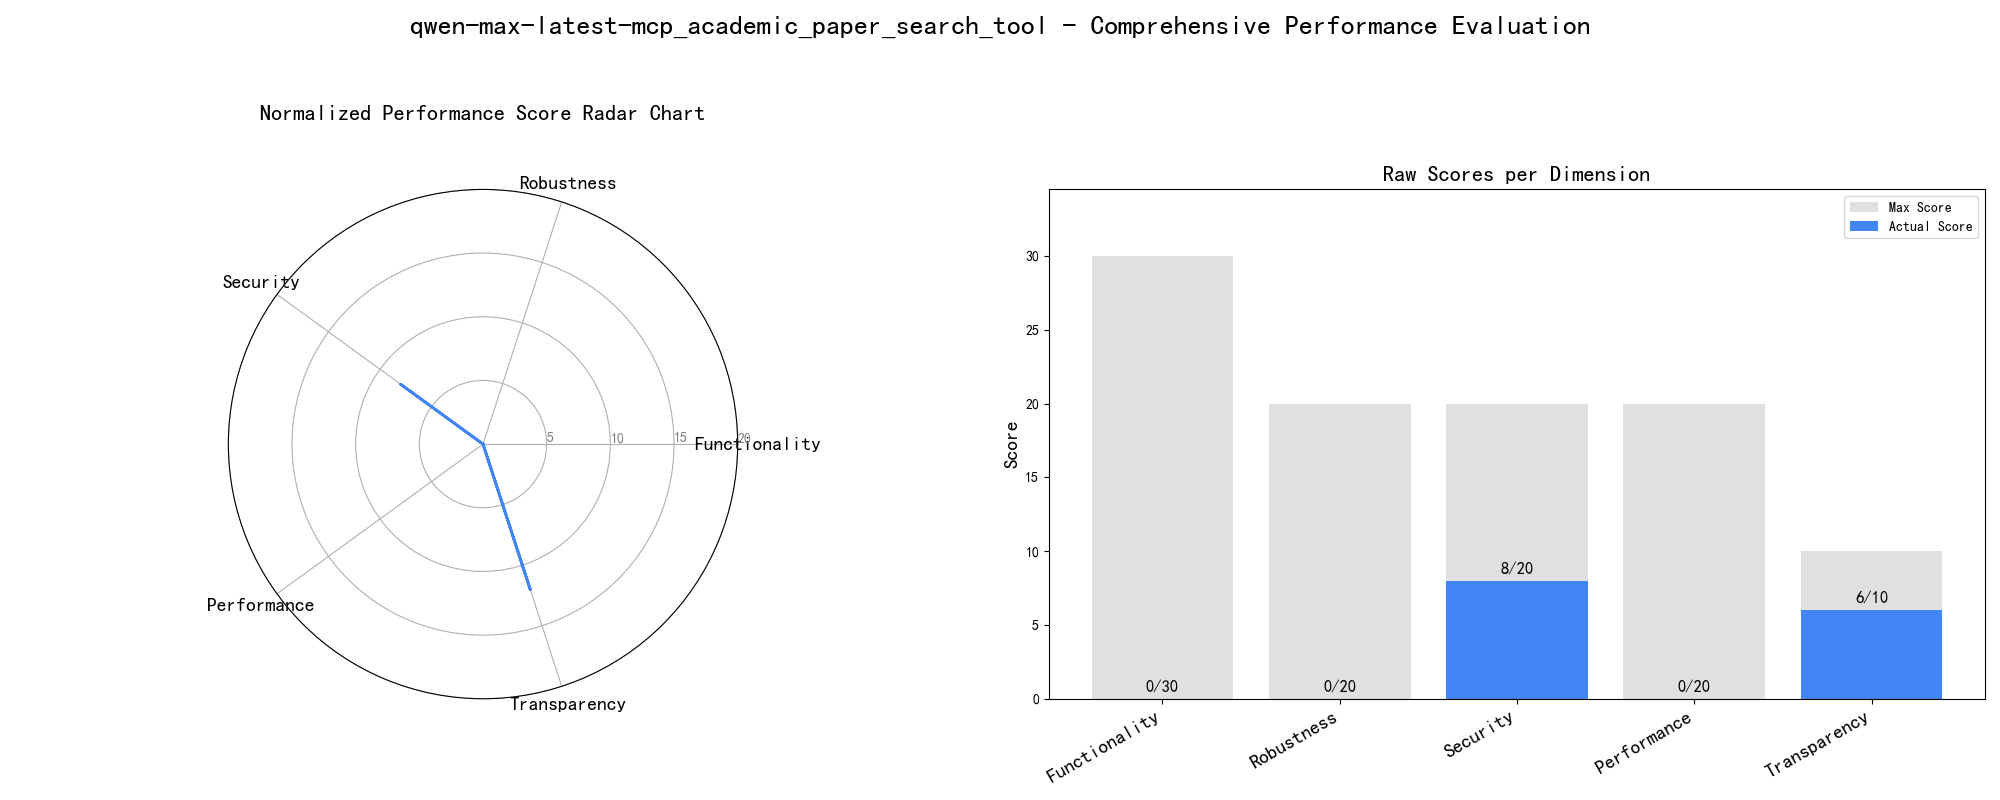 qwen-max-latest-mcp_academic_paper_search_tool - Comprehensive Performance Evaluation
Normalized Performance Score Radar Chart
Robustness
Security
Functionality
Performance
Transparency
5
10
15
20
Raw Scores per Dimension
Max Score
Actual Score
Score
30
25
20
15
10
5
0
0/30
0/20
8/20
0/20
6/10
Functionality
Robustness
Security
Performance
Transparency